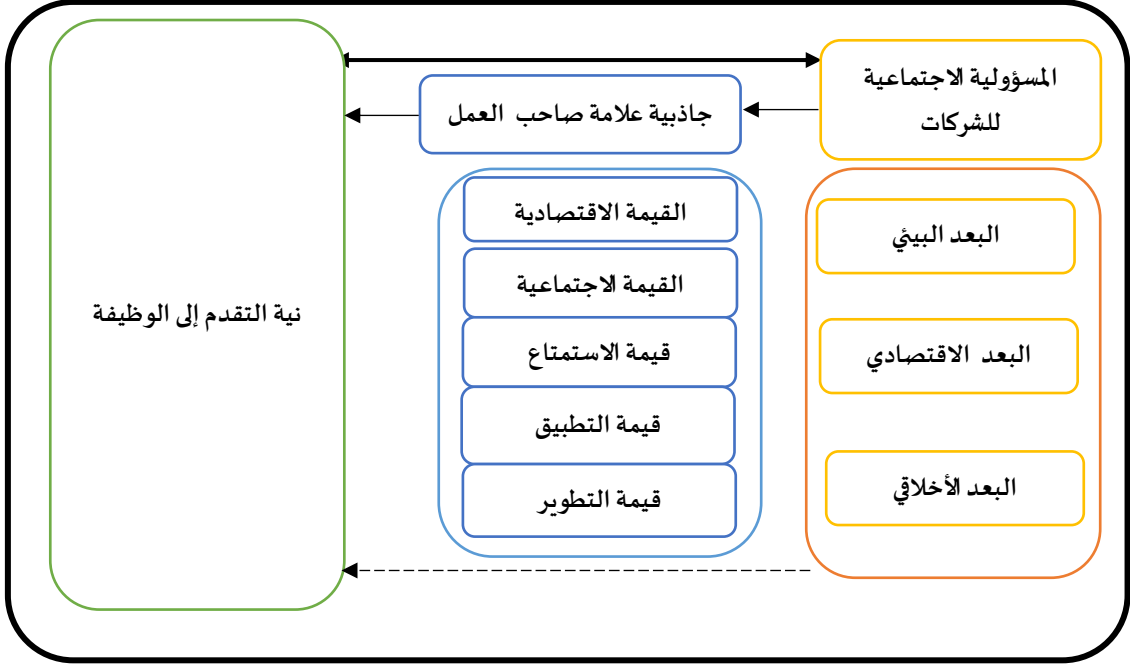 المسؤولية الاجتماعية
للشركات
جاذبية علامة صاحب العمل
القيمة الاقتصادية
البعد البيئي
القيمة الاجتماعية
نية التقدم إلى الوظيفة
قيمة الاستمتاع
البعد الاقتصادي
قيمة التطبيق
البعد الأخلاقي
قيمة التطوير